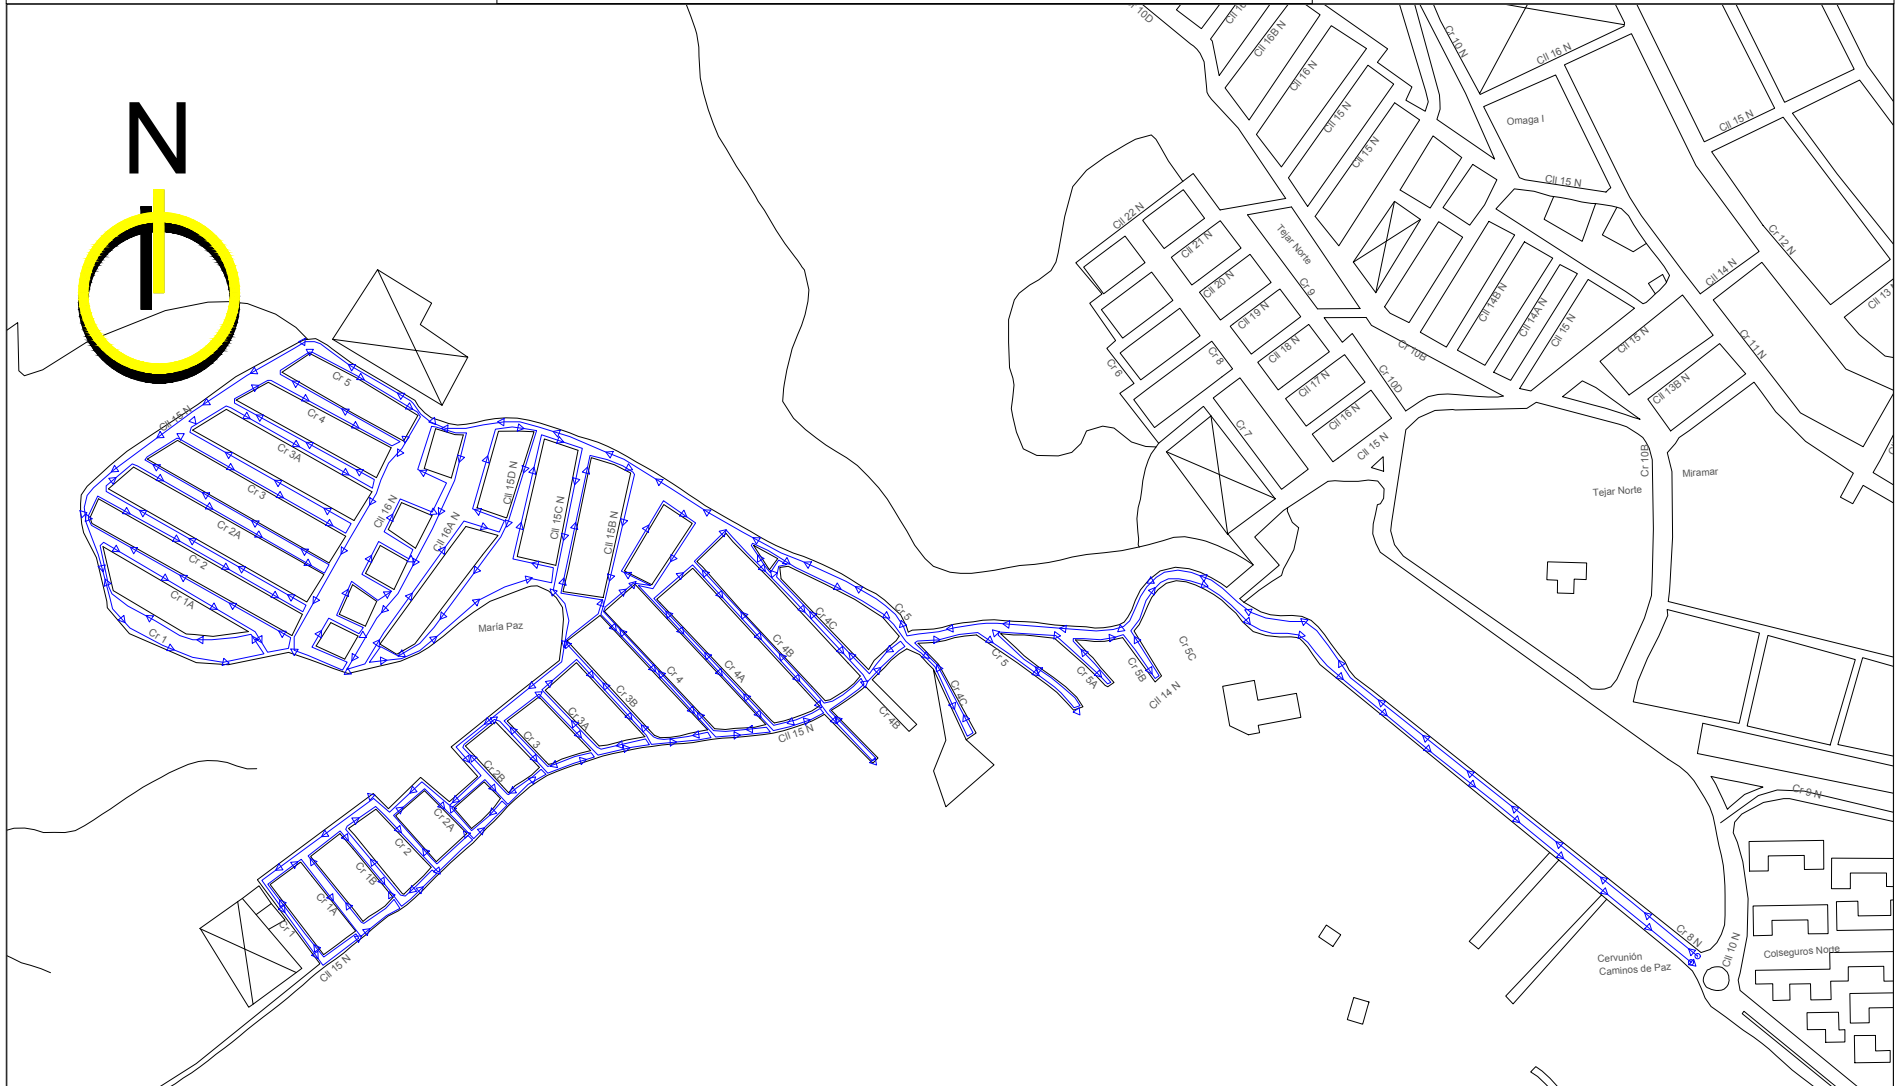 N
Cr 10D
Cll 16
Cll 16B N
Cll 16 N
Cll 15 N
Cll 15 N
Cr 10 N
Cll 16 N
Omaga I
Cll 15 N
Cll 15 N
Cr 12 N
Cll 14 N
Cll 13
Cll 22 N
Cll 21 N
Cll 20 N
Cll 19 N
Cll 18 N
Cll 17 N
Cll 16 N
Cll 15 N
Tejar Norte
Cr 9
Cr 8
Cr 6
Cr 7
Cr 10D
Cr 10B
Cll 14B N
Cll 14A N
Cll 15 N
Cll 15 N
Cll 13B N
Cr 11 N
Cr 10B
Miramar
Tejar Norte
Cr 5
Cr 4
Cll 15 N
Cr 3A
Cr 3
Cr 2A
Cr 2
Cr 1A
Cr 1
Cll 16 N
Cll 16A N
Cll 15D N
Cll 15C N
Cll 15B N
María Paz
Cr 5
Cr 4C
Cr 4B
Cr 4A
Cr 4
Cr 3B
Cr 3A
Cr 3
Cr 2B
Cr 2A
Cr 2
Cr 1B
Cr 1A
Cr 1
Cll 15 N
Cll 15 N
Cr 4B
Cr 4C
Cr 5
Cr 5A
Cr 5B
Cr 5C
Cll 14 N
Cr 9 N
Cr 8 N
Cll 10 N
Colseguros Norte
Cervunión
Caminos de Paz